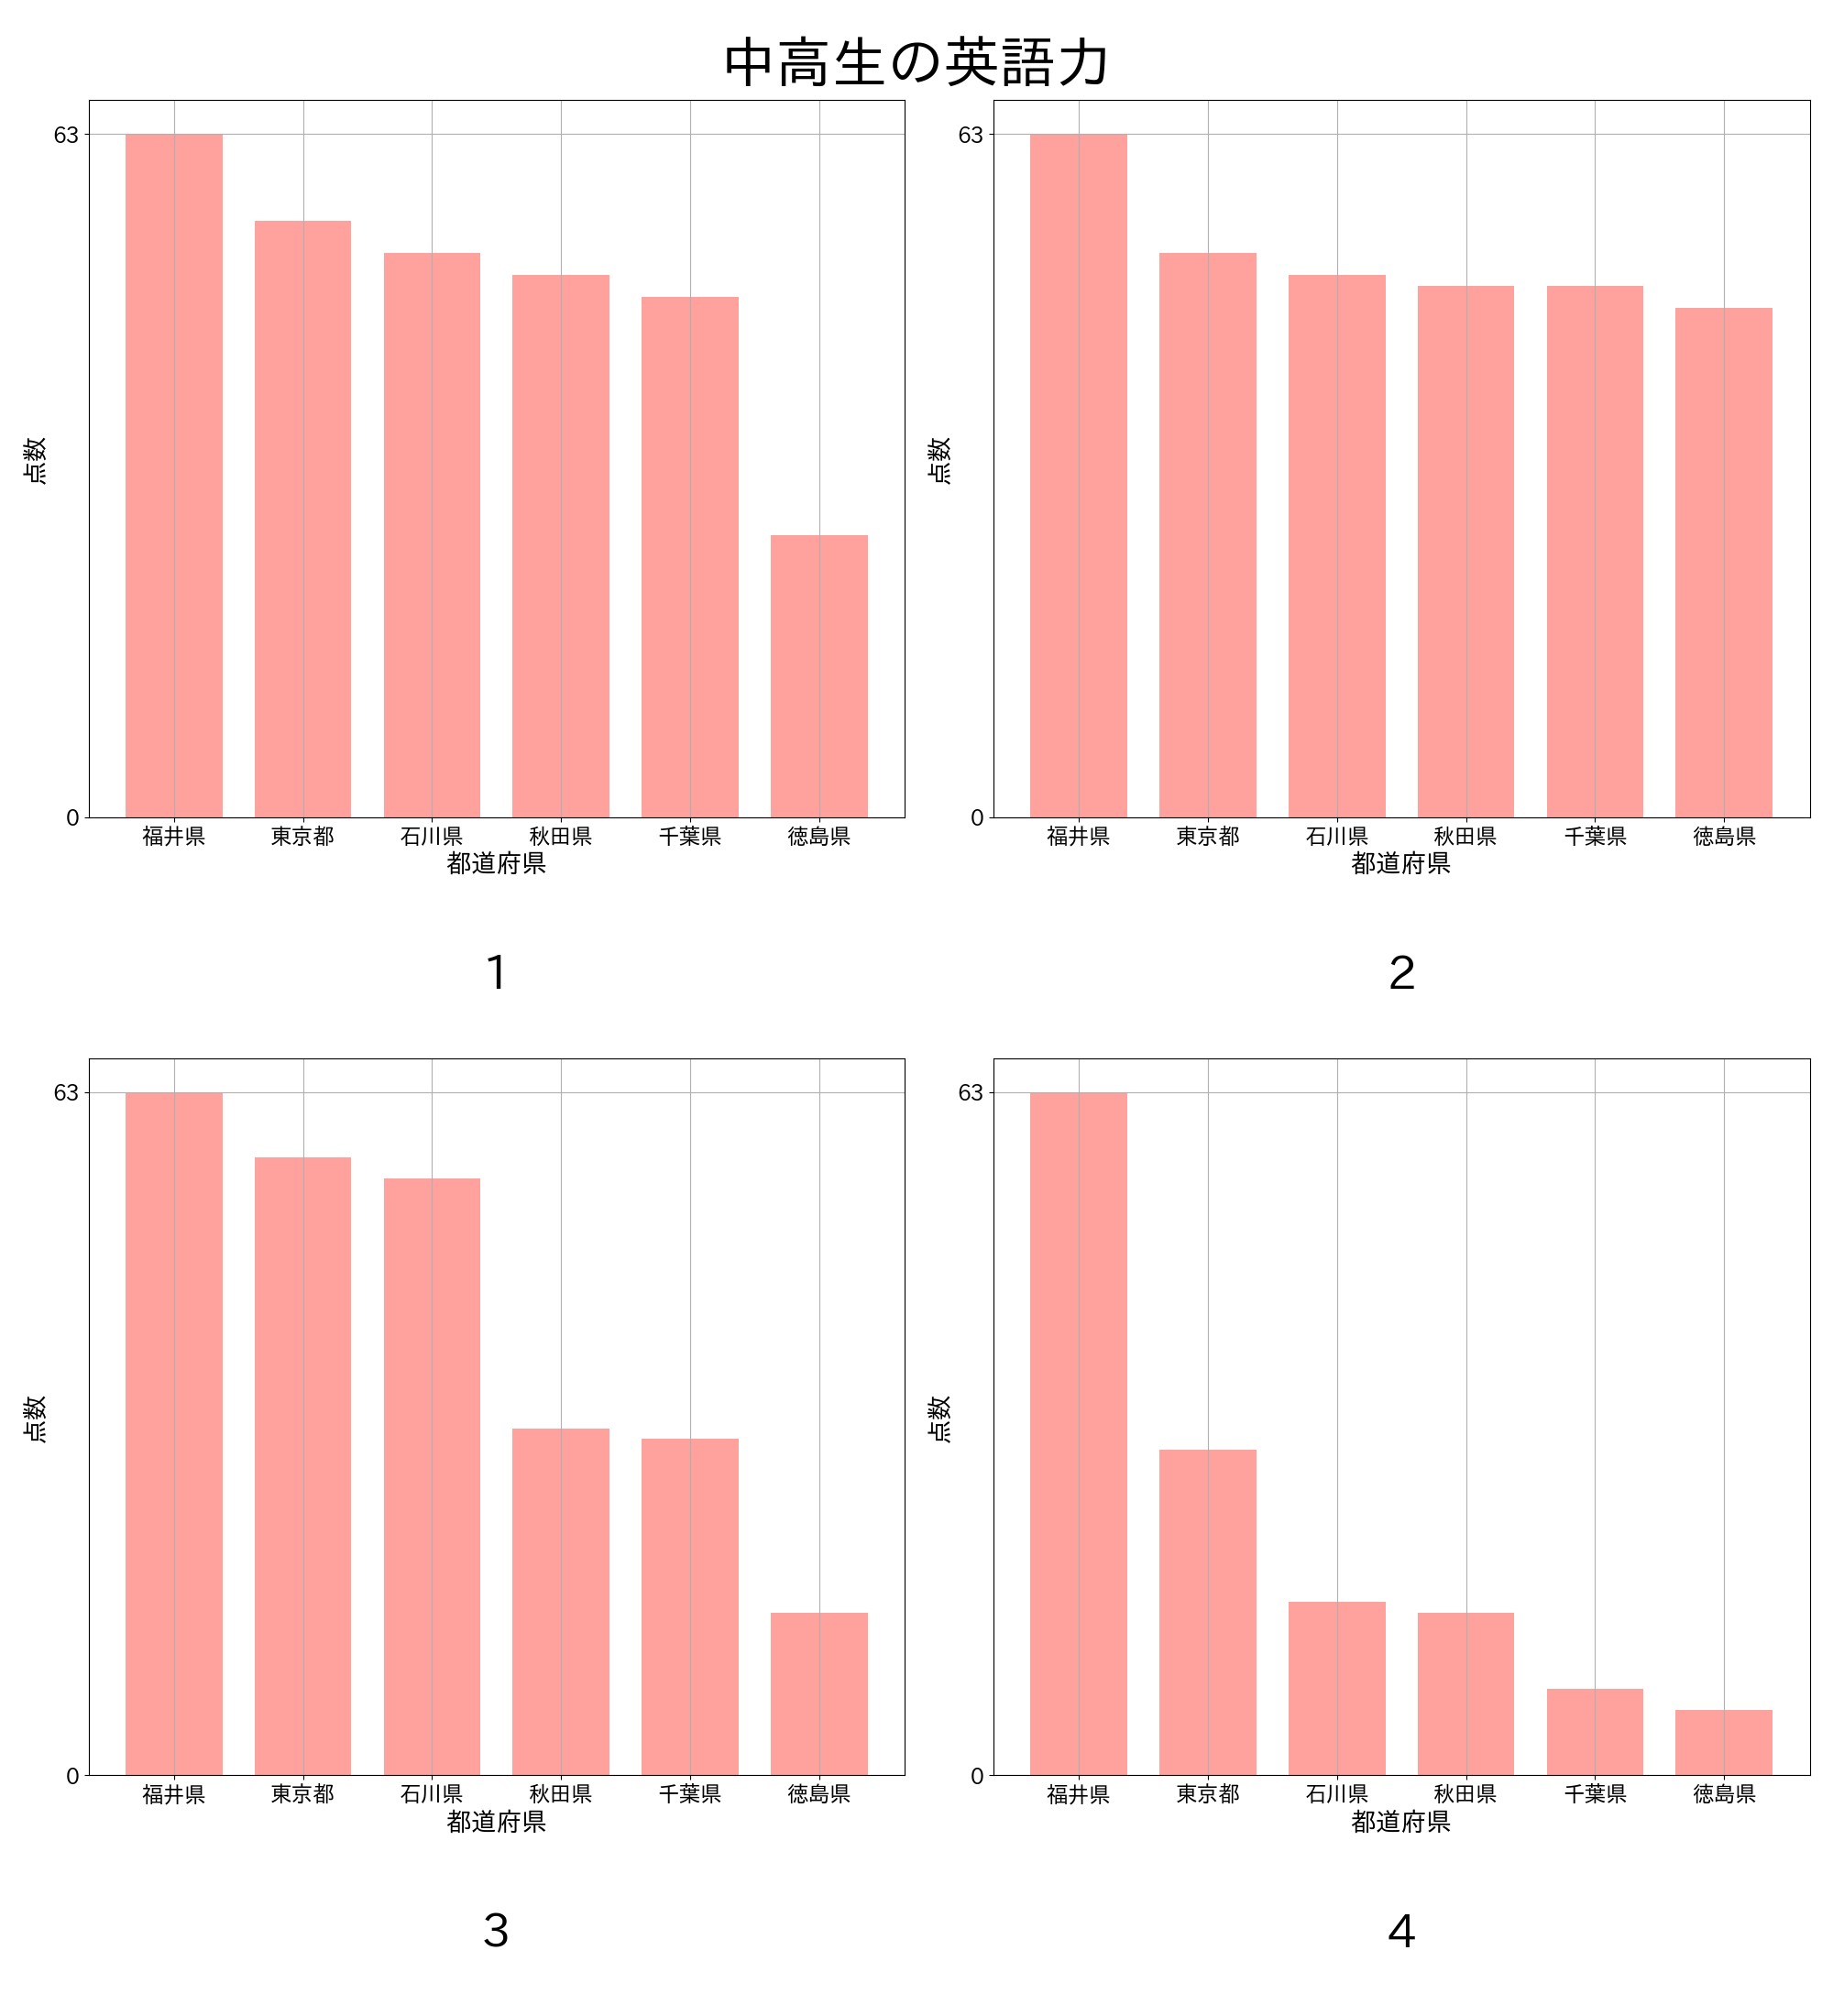 中高生の英語力
63
点数
0
福井県 東京都 石川県 秋田県 千葉県 徳島県
都道府県
1
63
点数
0
福井県 東京都 石川県 秋田県 千葉県 徳島県
都道府県
2
63
点数
0
福井県 東京都 石川県 秋田県 千葉県 徳島県
都道府県
3
63
点数
0
福井県 東京都 石川県 秋田県 千葉県 徳島県
都道府県
4